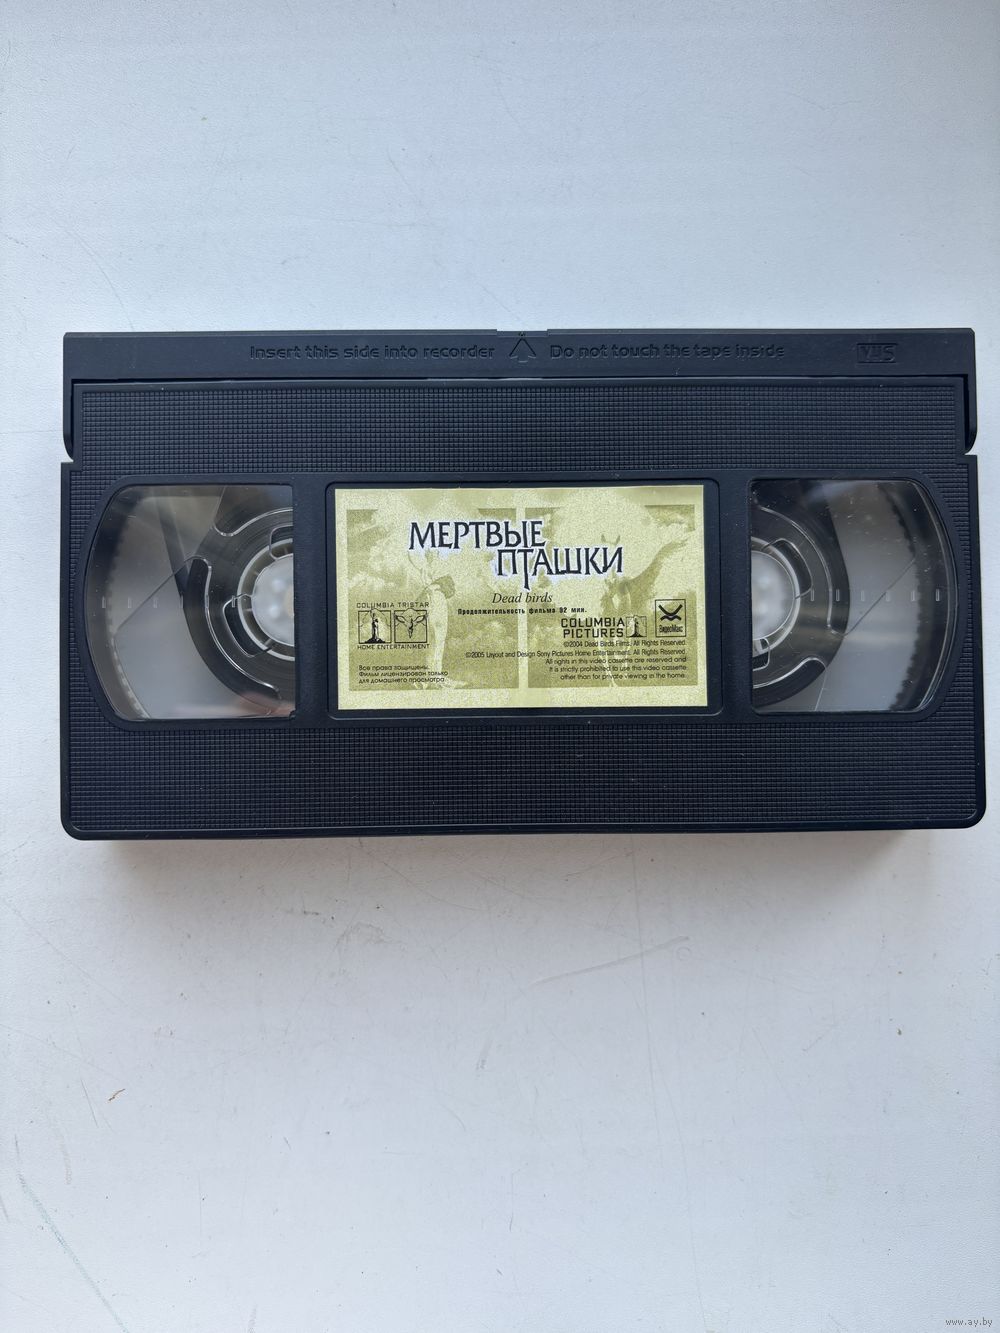 Insert this side into recorder Do not touch the tape inside VHS
МЕРТВЫЕ
ПТАШКИ
Dead birds
Продолжительность фильма 92 мин.
COLUMBIA TRISTAR
HOME ENTERTAINMENT
COLUMBIA
PICTURES
ВидеоМакс
©2004 Dead Birds Films. All Rights Reserved.
©2005 Layout and Design Sony Pictures Home Entertainment. All Rights Reserved.
All rights in this video cassette are reserved and
it is strictly prohibited to use this video cassette
other than for private viewing in the home.
Все права защищены.
Фильм лицензирован только
для домашнего просмотра.
www.ay.by